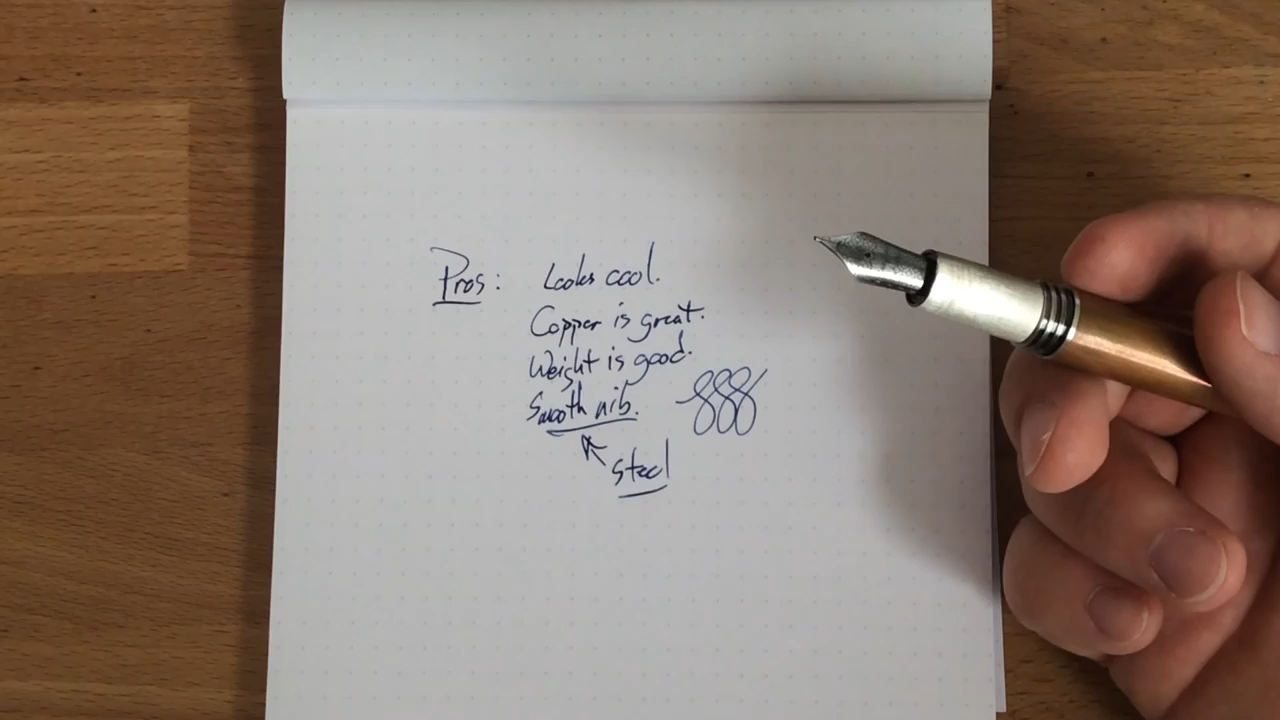 Pros: Looks cool.
Copper is great.
Weight is good.
Smooth nib.
steel